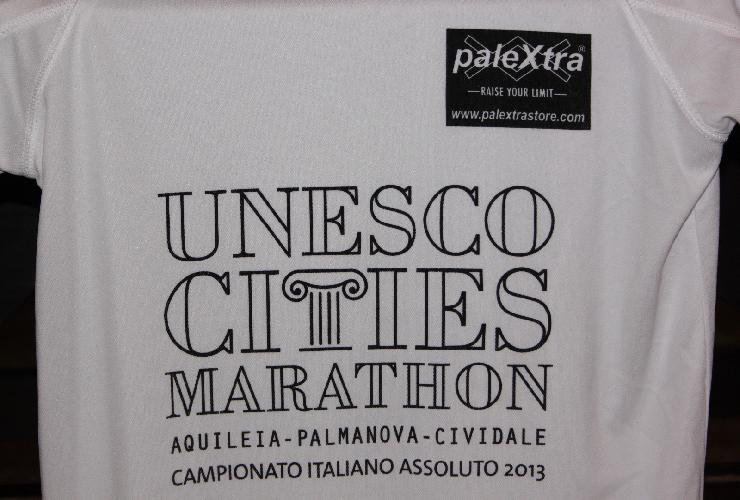 paleXtra®
—RAISE YOUR LIMIT—
www.palextrastore.com
UNESCO
CITIES
MARATHON
AQUILEIA-PALMANOVA-CIVIDALE
CAMPIONATO ITALIANO ASSOLUTO 2013